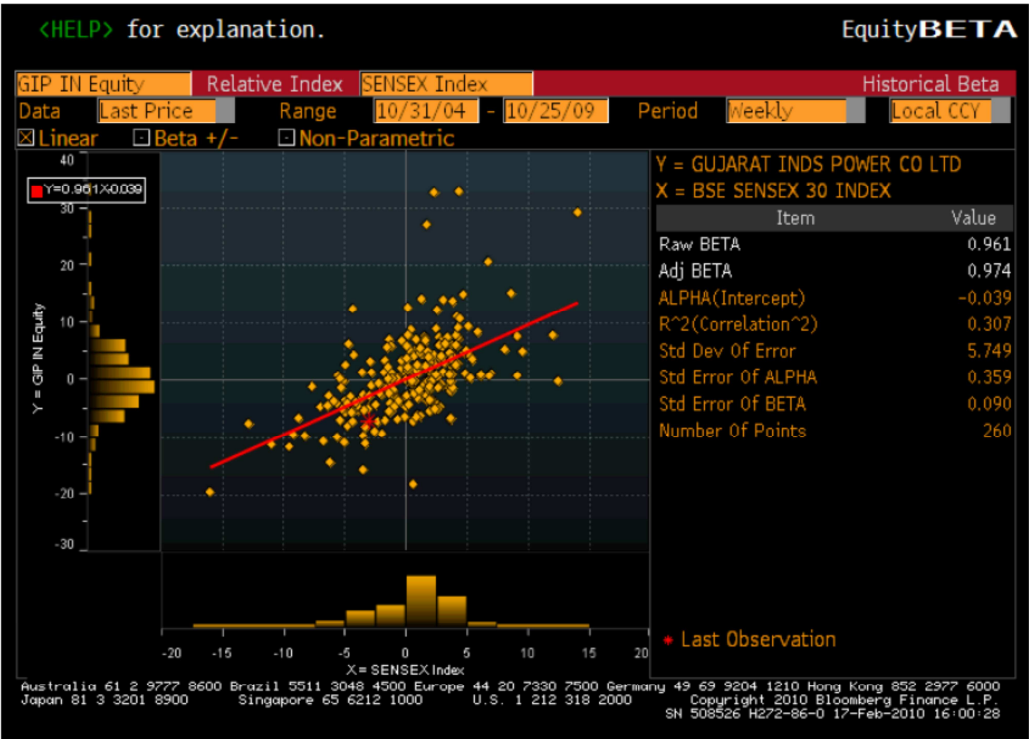 <HELP> for explanation. EquityBETA
GIP IN Equity Relative Index SENSEX Index Historical Beta
Data Last Price Range 10/31/04 - 10/25/09 Period Weekly Local CCY
Linear Beta +/- Non-Parametric
Y=0.961X-0.039
40
30
20
10
0
-10
-20
-30
Y = GIP IN Equity
-20 -15 -10 -5 0 5 10 15 20
X = SENSEX Index
Y = GUJARAT INDS POWER CO LTD
X = BSE SENSEX 30 INDEX
Item Value
Raw BETA 0.961
Adj BETA 0.974
ALPHA(Intercept) -0.039
R^2(Correlation^2) 0.307
Std Dev Of Error 5.749
Std Error Of ALPHA 0.359
Std Error Of BETA 0.090
Number Of Points 260
* Last Observation
Australia 61 2 9777 8600 Brazil 5511 3048 4500 Europe 44 20 7330 7500 Germany 49 69 9204 1210 Hong Kong 852 2977 6000
Japan 81 3 3201 8900 Singapore 65 6212 1000 U.S. 1 212 318 2000 Copyright 2010 Bloomberg Finance L.P.
SN 508526 H272-86-0 17-Feb-2010 16:00:28